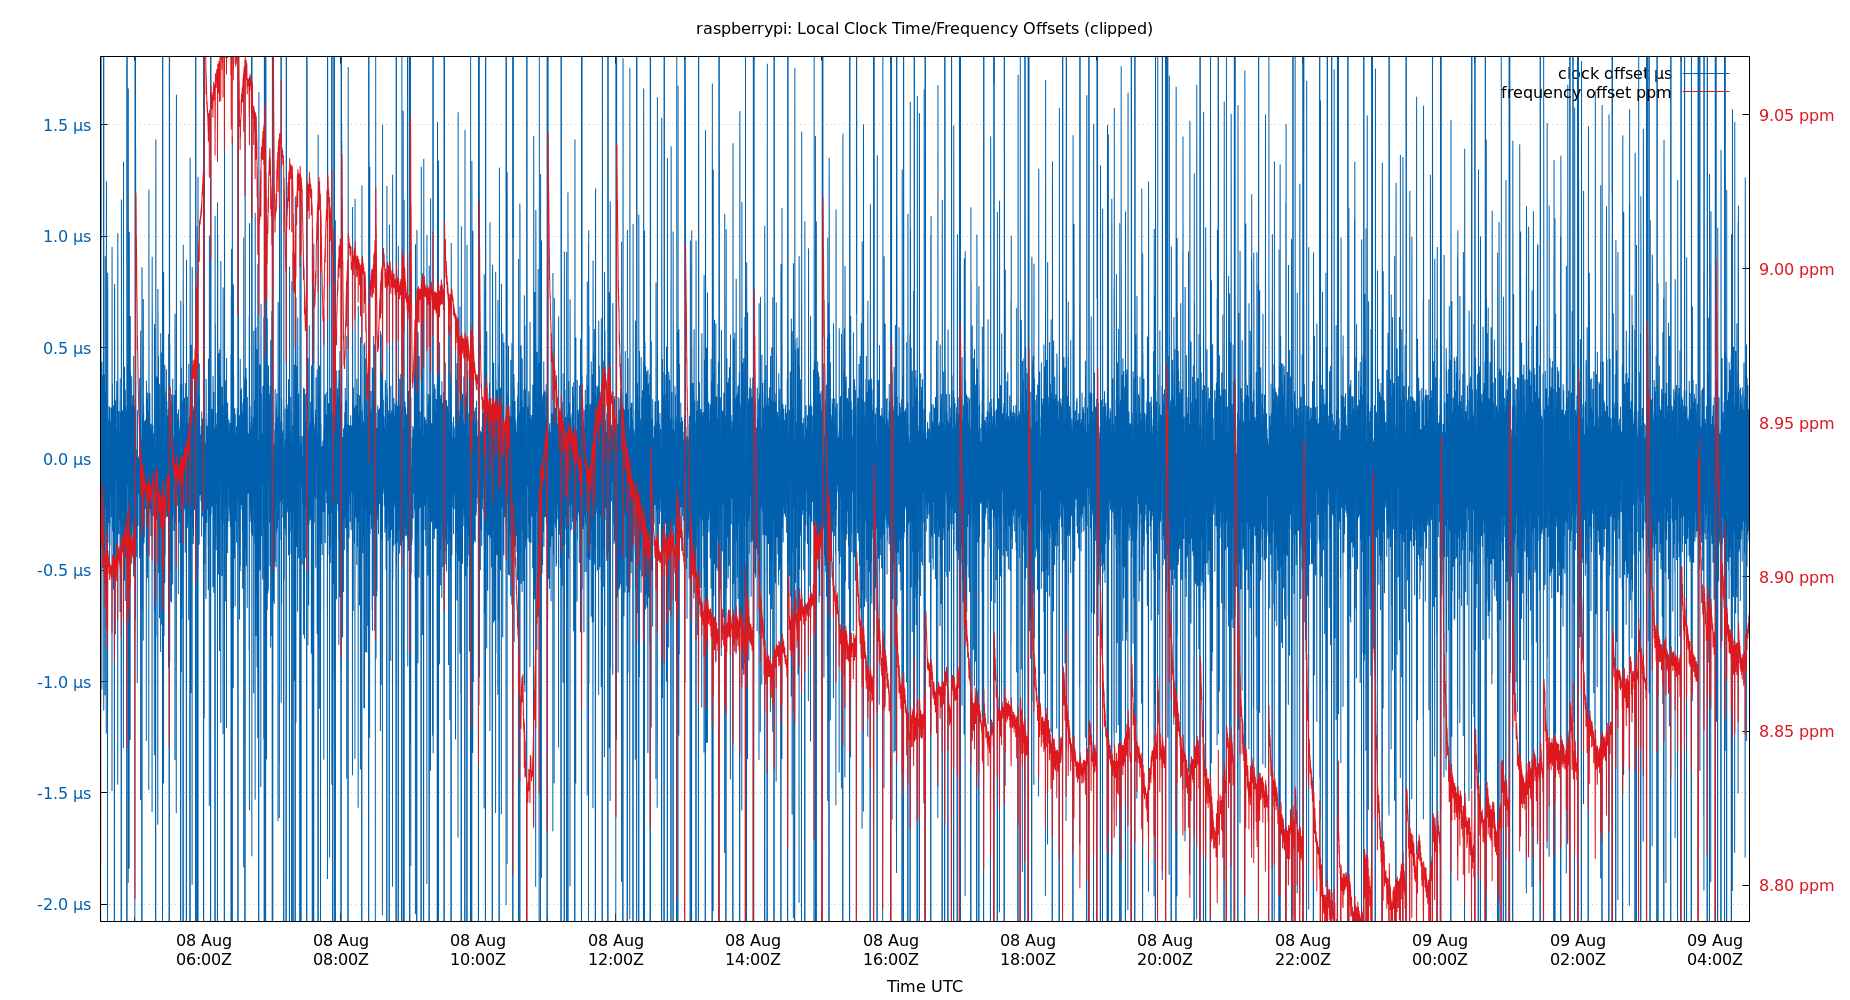 raspberrypi: Local Clock Time/Frequency Offsets (clipped)
clock offset µs
frequency offset ppm
1.5 µs
1.0 µs
0.5 µs
0.0 µs
-0.5 µs
-1.0 µs
-1.5 µs
-2.0 µs
9.05 ppm
9.00 ppm
8.95 ppm
8.90 ppm
8.85 ppm
8.80 ppm
08 Aug 08 Aug 08 Aug 08 Aug 08 Aug 08 Aug 08 Aug 08 Aug 08 Aug 09 Aug 09 Aug 09 Aug
06:00Z 08:00Z 10:00Z 12:00Z 14:00Z 16:00Z 18:00Z 20:00Z 22:00Z 00:00Z 02:00Z 04:00Z
Time UTC